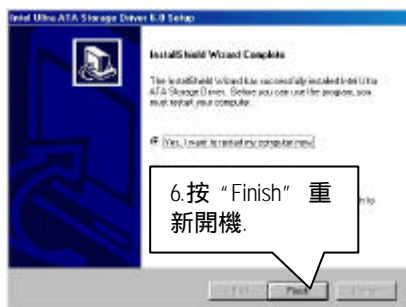 Intel Ultra ATA Storage Driver 6.0 Setup
InstallShield Wizard Complete
The InstallShield Wizard has successfully installed Intel Ultra
ATA Storage Driver. Before you can use the program, you
must restart your computer.
Yes, I want to restart my computer now.
6.按“Finish” 重
新開機.
Finish